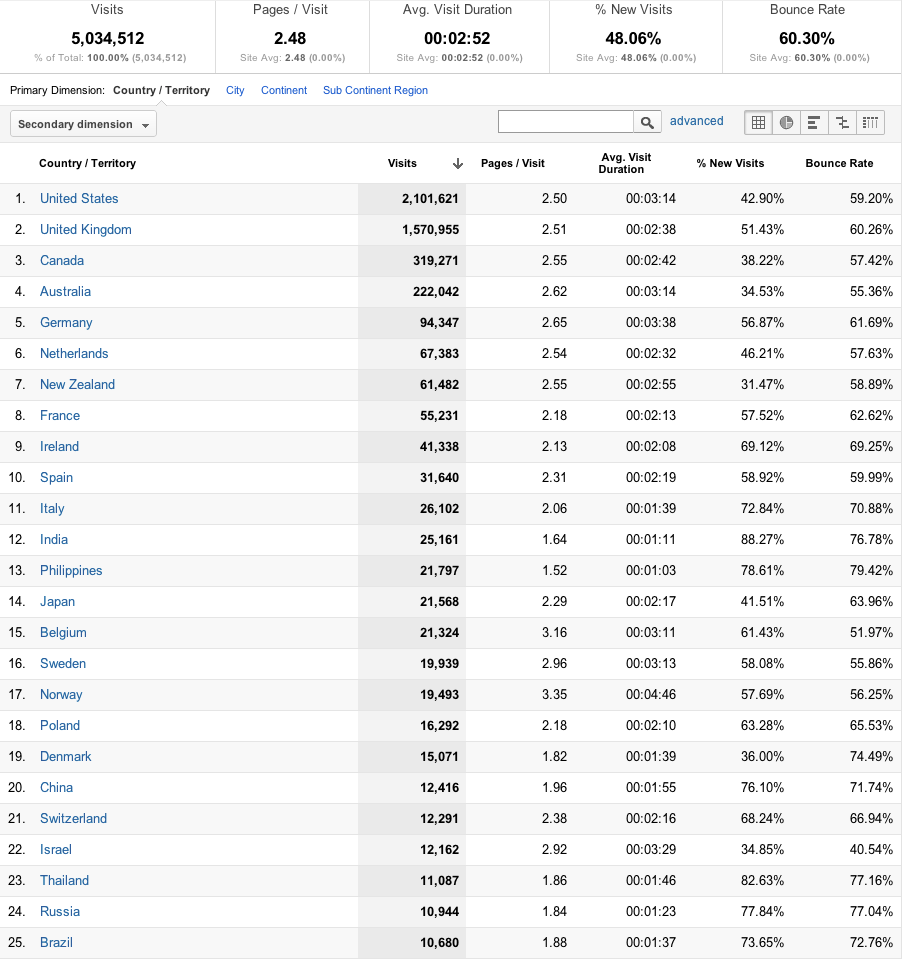 Visits Pages / Visit Avg. Visit Duration % New Visits Bounce Rate
5,034,512 2.48 00:02:52 48.06% 60.30%
% of Total: 100.00% (5,034,512) Site Avg: 2.48 (0.00%) Site Avg: 00:02:52 (0.00%) Site Avg: 48.06% (0.00%) Site Avg: 60.30% (0.00%)
Primary Dimension: Country / Territory City Continent Sub Continent Region
Secondary dimension advanced
Country / Territory Visits Pages / Visit Avg. Visit Duration % New Visits Bounce Rate
1. United States 2,101,621 2.50 00:03:14 42.90% 59.20%
2. United Kingdom 1,570,955 2.51 00:02:38 51.43% 60.26%
3. Canada 319,271 2.55 00:02:42 38.22% 57.42%
4. Australia 222,042 2.62 00:03:14 34.53% 55.36%
5. Germany 94,347 2.65 00:03:38 56.87% 61.69%
6. Netherlands 67,383 2.54 00:02:32 46.21% 57.63%
7. New Zealand 61,482 2.55 00:02:55 31.47% 58.89%
8. France 55,231 2.18 00:02:13 57.52% 62.62%
9. Ireland 41,338 2.13 00:02:08 69.12% 69.25%
10. Spain 31,640 2.31 00:02:19 58.92% 59.99%
11. Italy 26,102 2.06 00:01:39 72.84% 70.88%
12. India 25,161 1.64 00:01:11 88.27% 76.78%
13. Philippines 21,797 1.52 00:01:03 78.61% 79.42%
14. Japan 21,568 2.29 00:02:17 41.51% 63.96%
15. Belgium 21,324 3.16 00:03:11 61.43% 51.97%
16. Sweden 19,939 2.96 00:03:13 58.08% 55.86%
17. Norway 19,493 3.35 00:04:46 57.69% 56.25%
18. Poland 16,292 2.18 00:02:10 63.28% 65.53%
19. Denmark 15,071 1.82 00:01:39 36.00% 74.49%
20. China 12,416 1.96 00:01:55 76.10% 71.74%
21. Switzerland 12,291 2.38 00:02:16 68.24% 66.94%
22. Israel 12,162 2.92 00:03:29 34.85% 40.54%
23. Thailand 11,087 1.86 00:01:46 82.63% 77.16%
24. Russia 10,944 1.84 00:01:23 77.84% 77.04%
25. Brazil 10,680 1.88 00:01:37 73.65% 72.76%